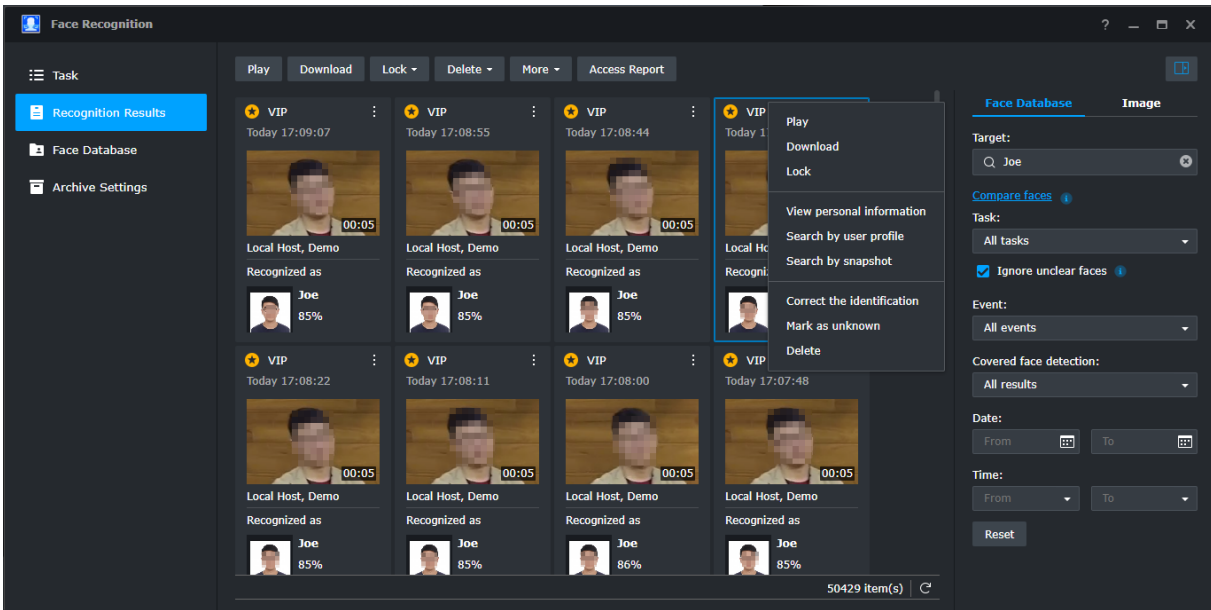 Face Recognition
?
Task
Recognition Results
Face Database
Archive Settings
Play
Download
Lock
Delete
More
Access Report
VIP
Today 17:09:07
00:05
Local Host, Demo
Recognized as
Joe
85%
VIP
Today 17:08:55
00:05
Local Host, Demo
Recognized as
Joe
85%
VIP
Today 17:08:44
00:05
Local Host, Demo
Recognized as
Joe
85%
VIP
Today 1
Local Ho
Recogni
Play
Download
Lock
View personal information
Search by user profile
Search by snapshot
Correct the identification
Mark as unknown
Delete
VIP
Today 17:08:22
00:05
Local Host, Demo
Recognized as
Joe
85%
VIP
Today 17:08:11
00:05
Local Host, Demo
Recognized as
Joe
85%
VIP
Today 17:08:00
00:05
Local Host, Demo
Recognized as
Joe
86%
VIP
Today 17:07:48
00:05
Local Host, Demo
Recognized as
Joe
85%
50429 item(s)
Face Database
Image
Target:
Joe
Compare faces
Task:
All tasks
Ignore unclear faces
Event:
All events
Covered face detection:
All results
Date:
From
To
Time:
From
To
Reset